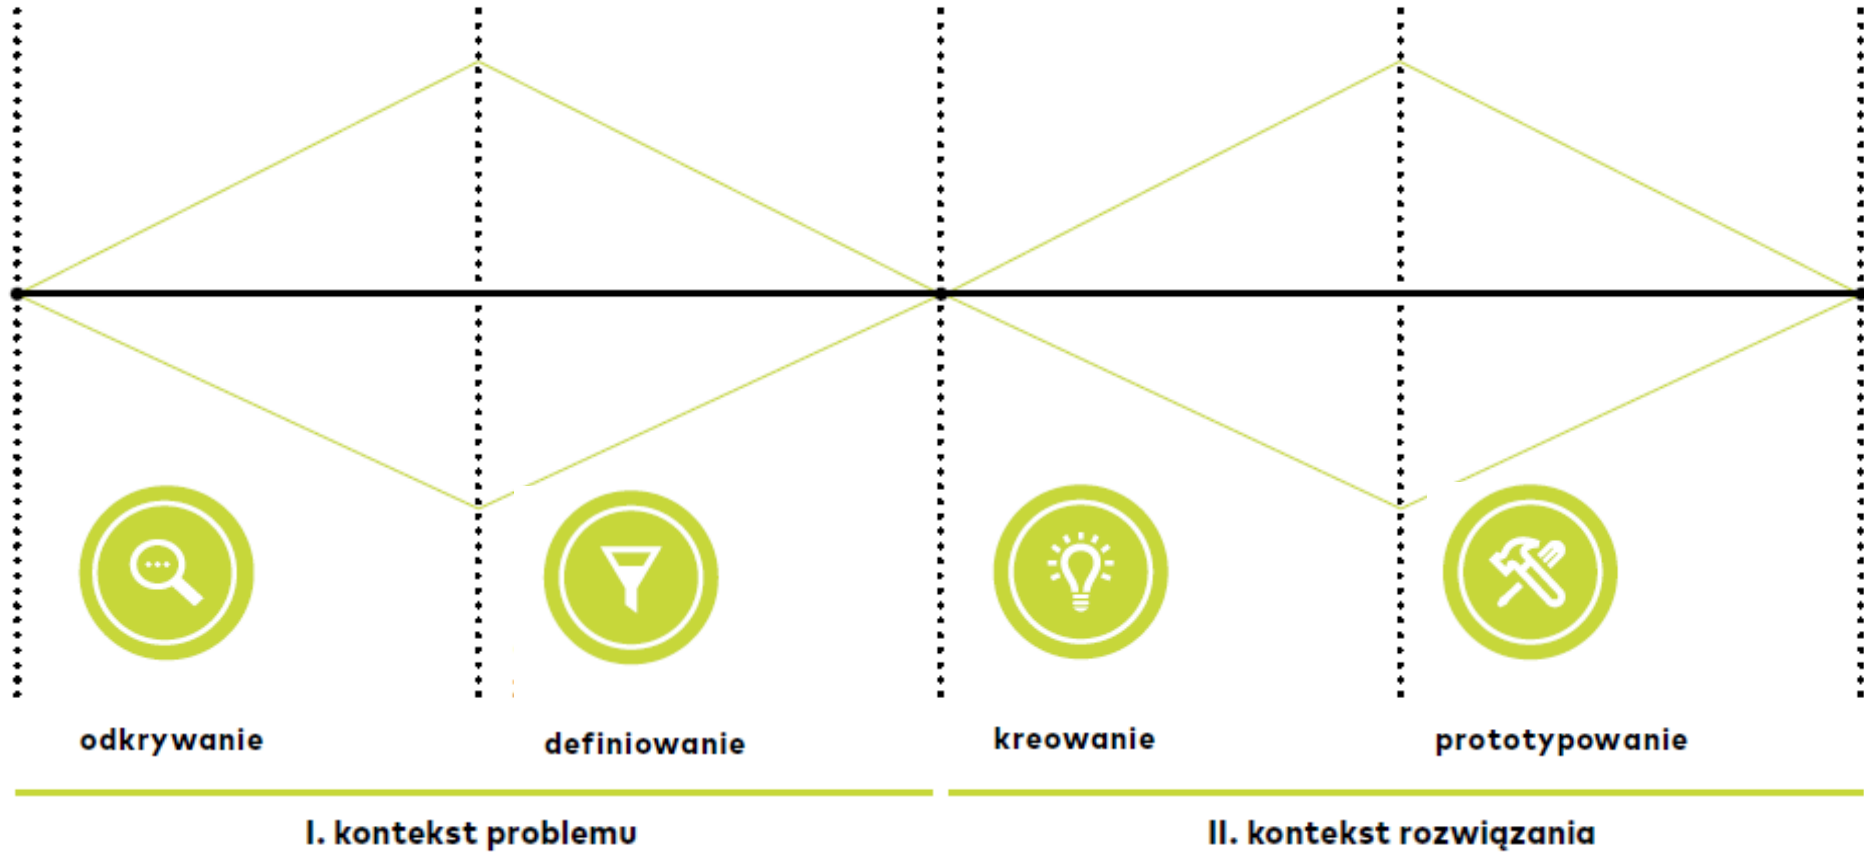 odkrywanie
definiowanie
kreowanie
prototypowanie
I. kontekst problemu
II. kontekst rozwiązania